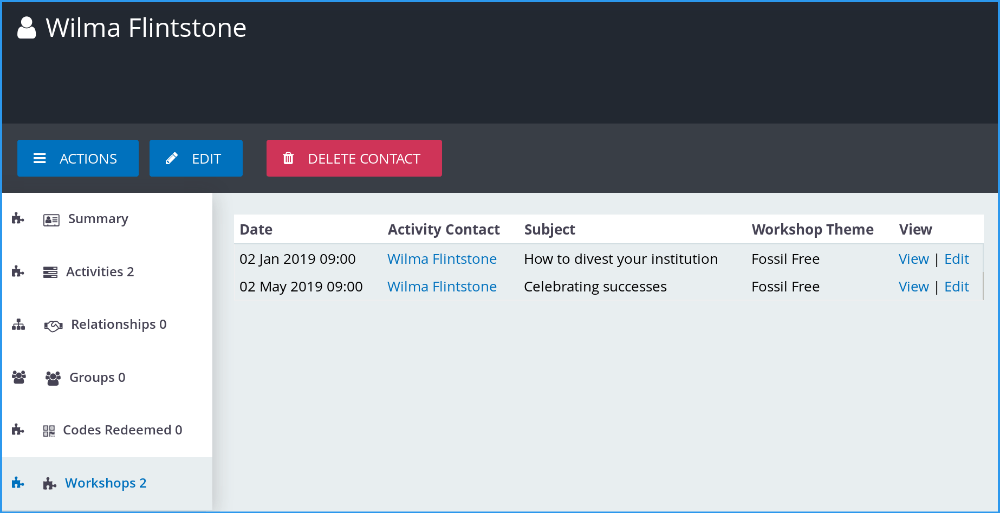 Wilma Flintstone
ACTIONS EDIT DELETE CONTACT
Summary
Activities 2
Relationships 0
Groups 0
Codes Redeemed 0
Workshops 2
Date Activity Contact Subject Workshop Theme View
02 Jan 2019 09:00 Wilma Flintstone How to divest your institution Fossil Free View | Edit
02 May 2019 09:00 Wilma Flintstone Celebrating successes Fossil Free View | Edit